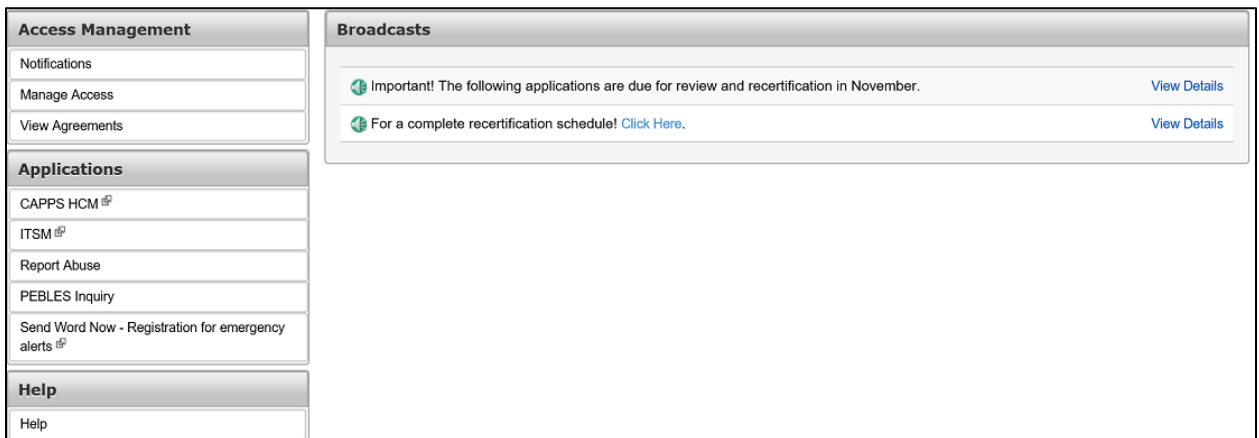 Access Management
Notifications
Manage Access
View Agreements
Applications
CAPPS HCM
ITSM
Report Abuse
PEBLES Inquiry
Send Word Now - Registration for emergency
alerts
Help
Help
Broadcasts
Important! The following applications are due for review and recertification in November. View Details
For a complete recertification schedule! Click Here. View Details